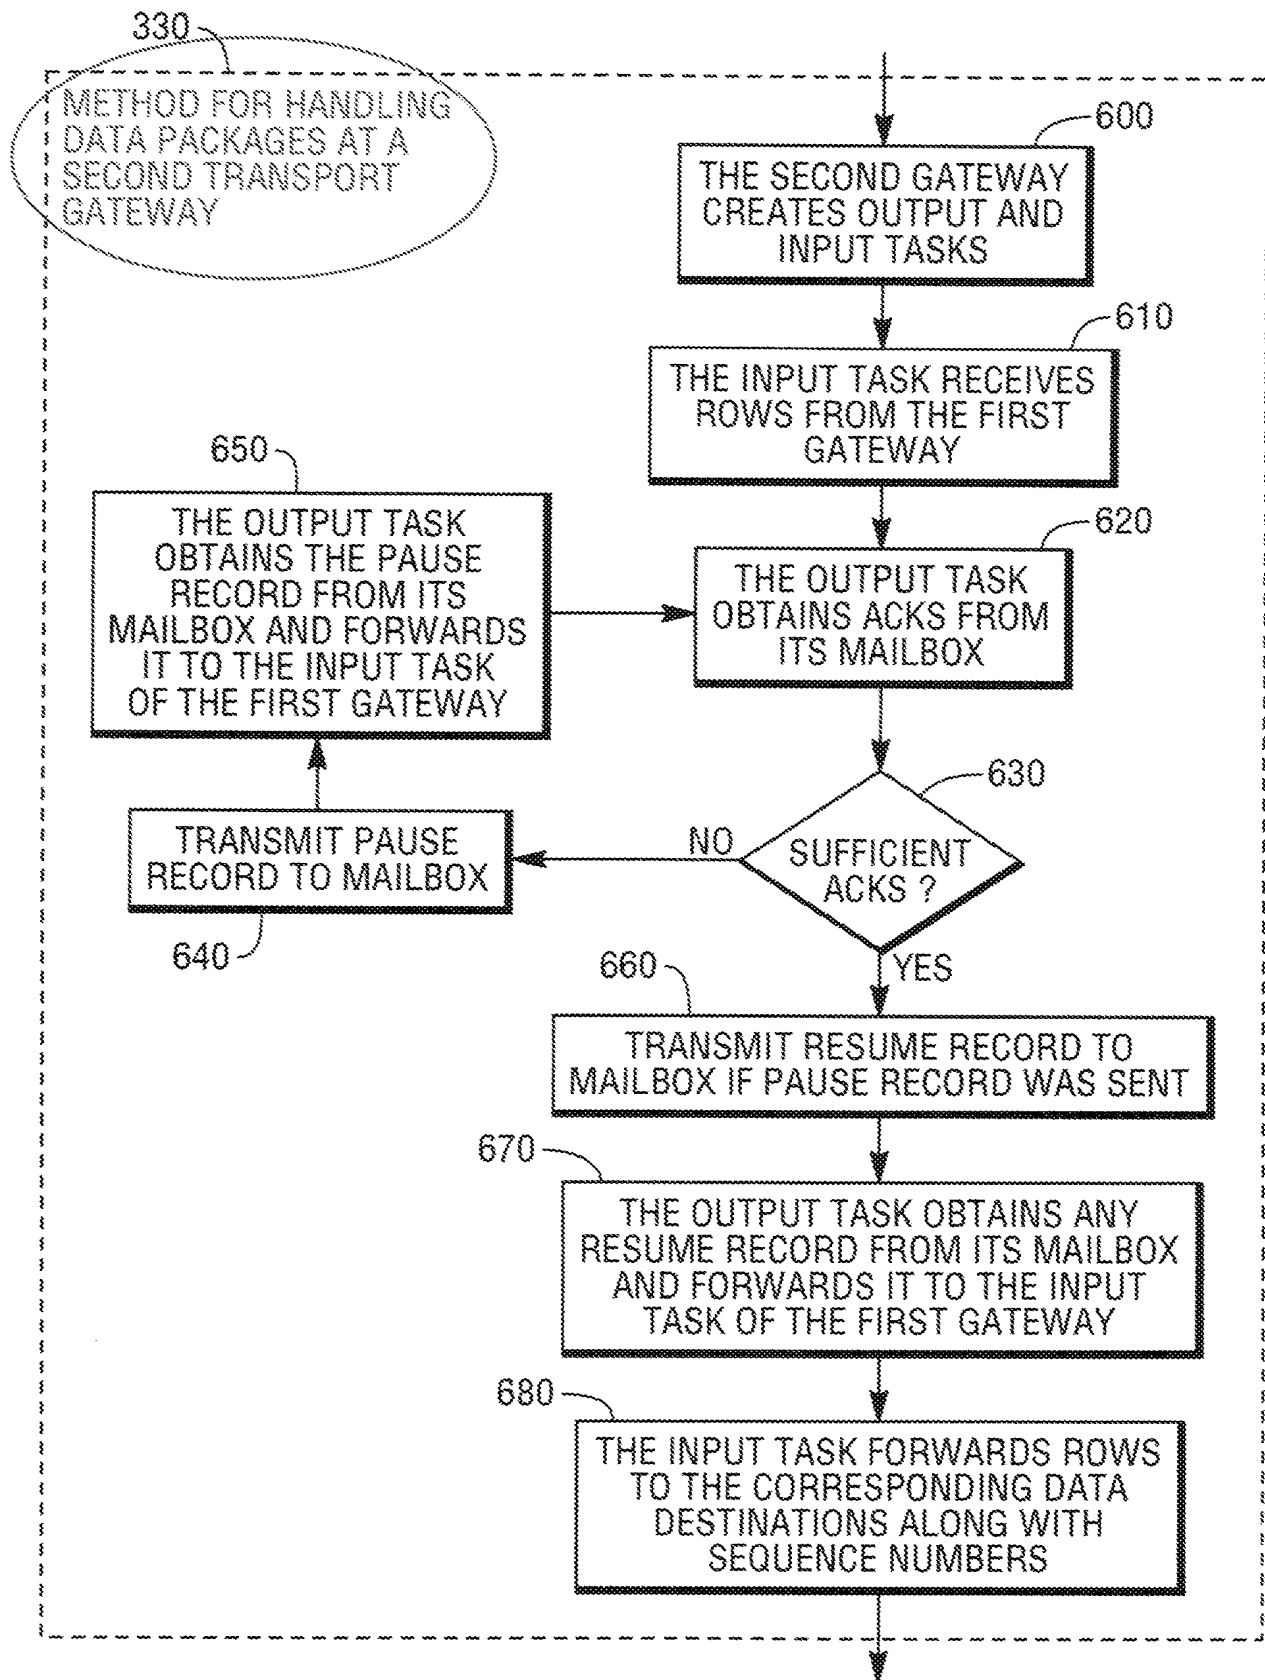 330
METHOD FOR HANDLING
DATA PACKAGES AT A
SECOND TRANSPORT
GATEWAY
600
THE SECOND GATEWAY
CREATES OUTPUT AND
INPUT TASKS
610
THE INPUT TASK RECEIVES
ROWS FROM THE FIRST
GATEWAY
650
THE OUTPUT TASK
OBTAINS THE PAUSE
RECORD FROM ITS
MAILBOX AND FORWARDS
IT TO THE INPUT TASK
OF THE FIRST GATEWAY
620
THE OUTPUT TASK
OBTAINS ACKS FROM
ITS MAILBOX
630
SUFFICIENT
ACKS ?
NO
TRANSMIT PAUSE
RECORD TO MAILBOX
640
YES
660
TRANSMIT RESUME RECORD TO
MAILBOX IF PAUSE RECORD WAS SENT
670
THE OUTPUT TASK OBTAINS ANY
RESUME RECORD FROM ITS MAILBOX
AND FORWARDS IT TO THE INPUT
TASK OF THE FIRST GATEWAY
680
THE INPUT TASK FORWARDS ROWS
TO THE CORRESPONDING DATA
DESTINATIONS ALONG WITH
SEQUENCE NUMBERS